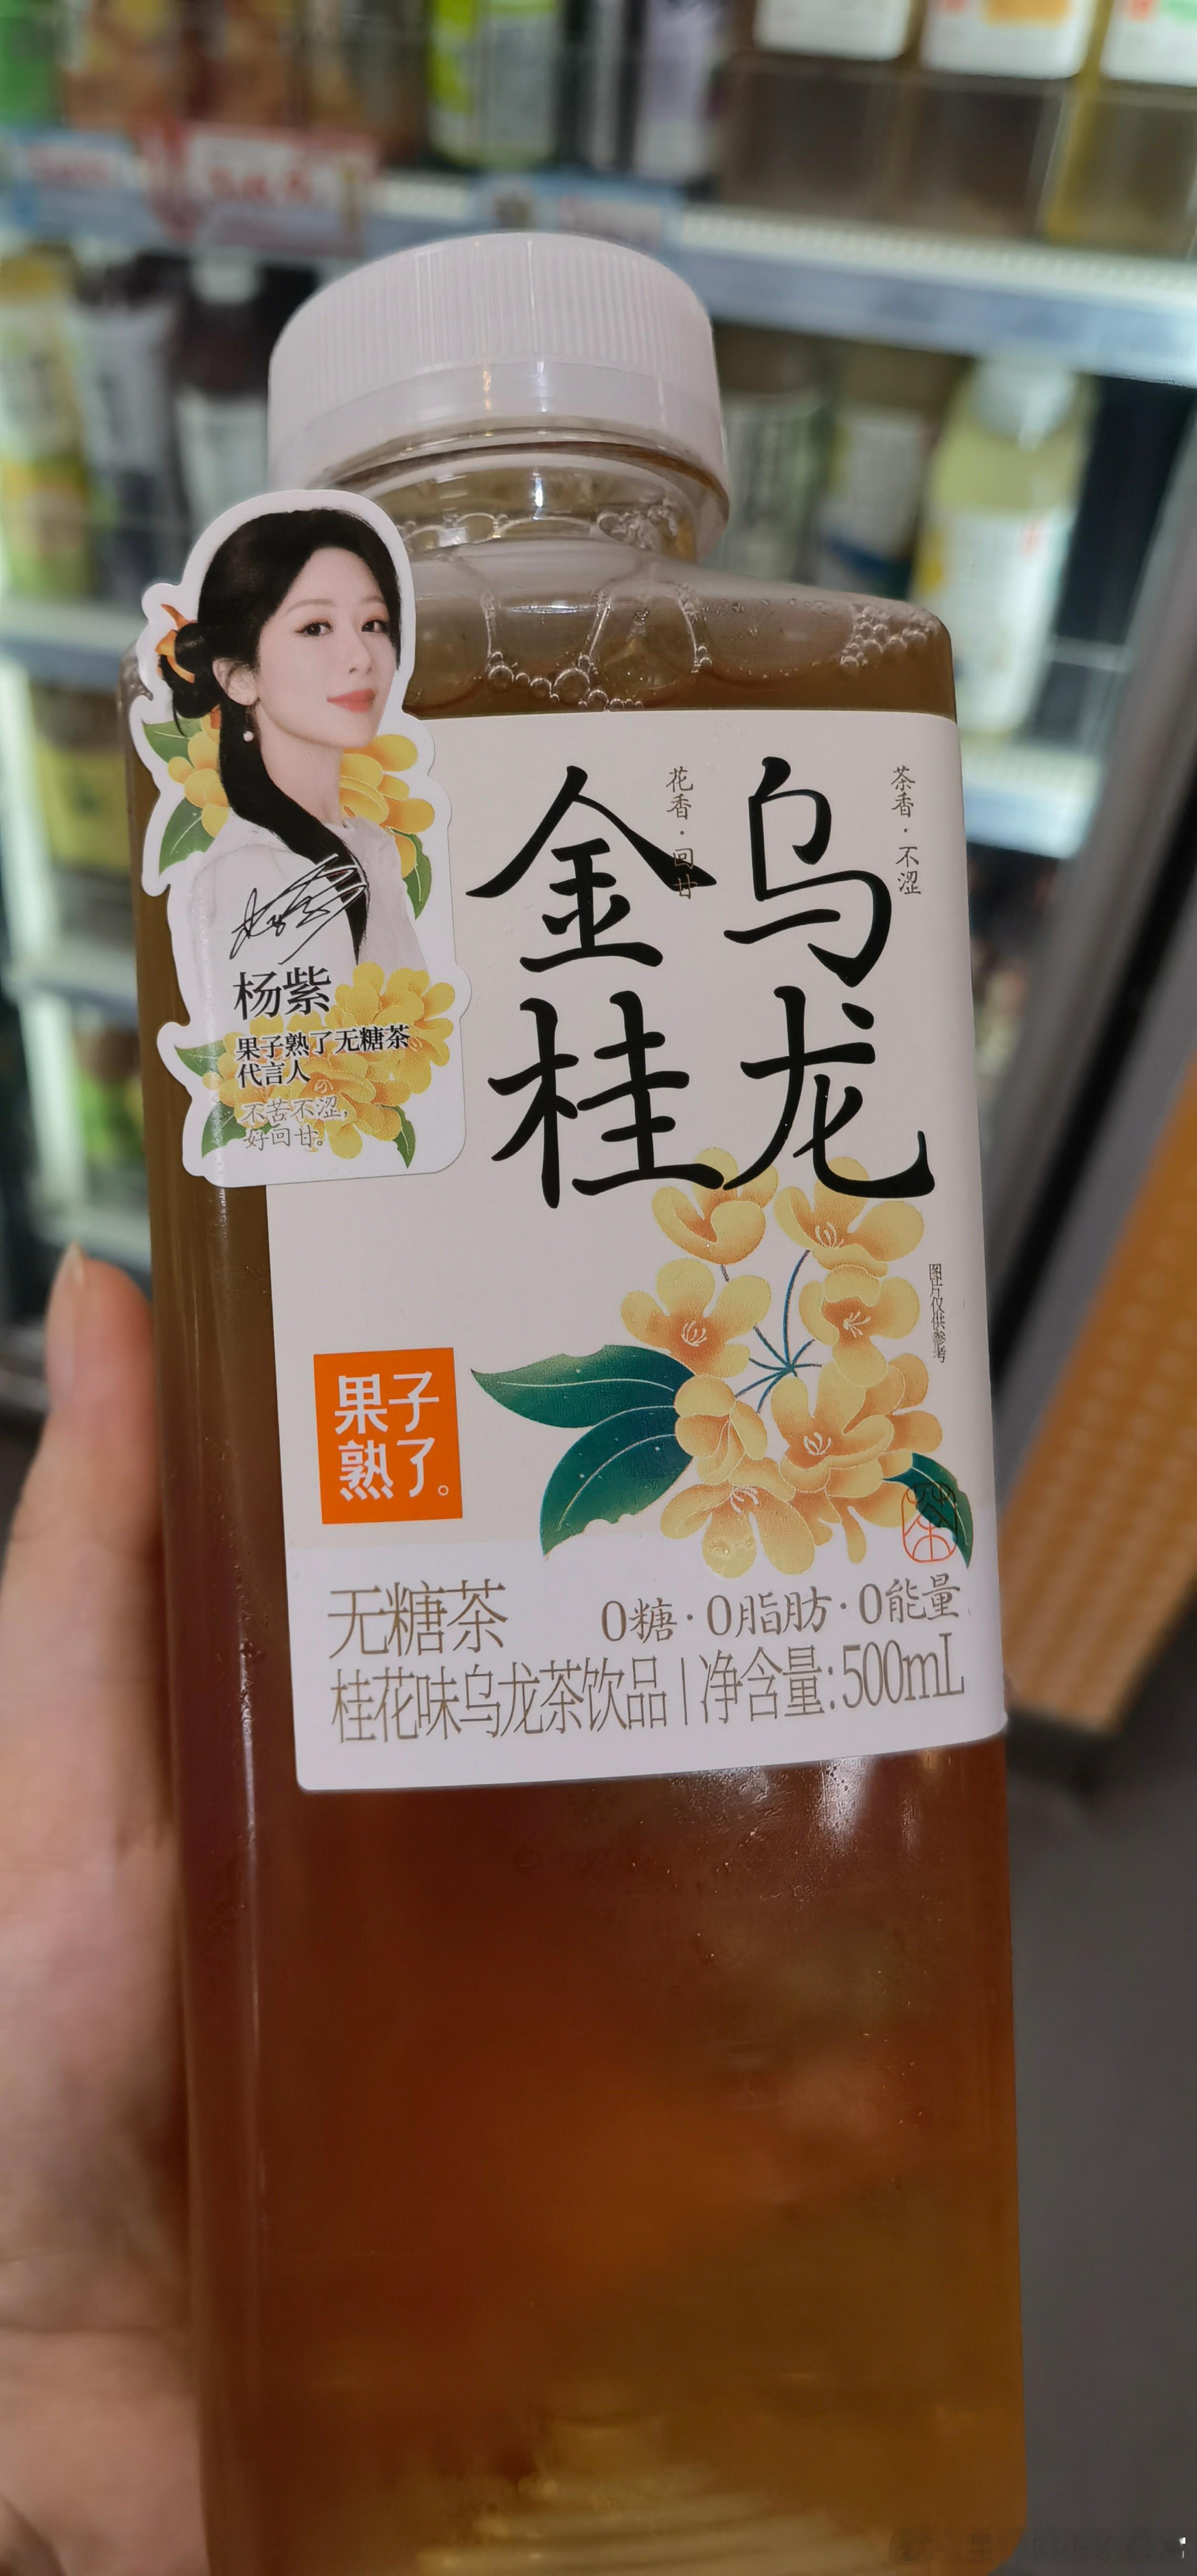 杨紫
果子熟了无糖茶
代言人
不苦不涩，
好回甘。
茶香·不涩
乌龙
花香·回甘
金桂
图片仅供参考
果子
熟了。
茶
无糖茶
0糖·0脂肪·0能量
桂花味乌龙茶饮品|净含量:500mL